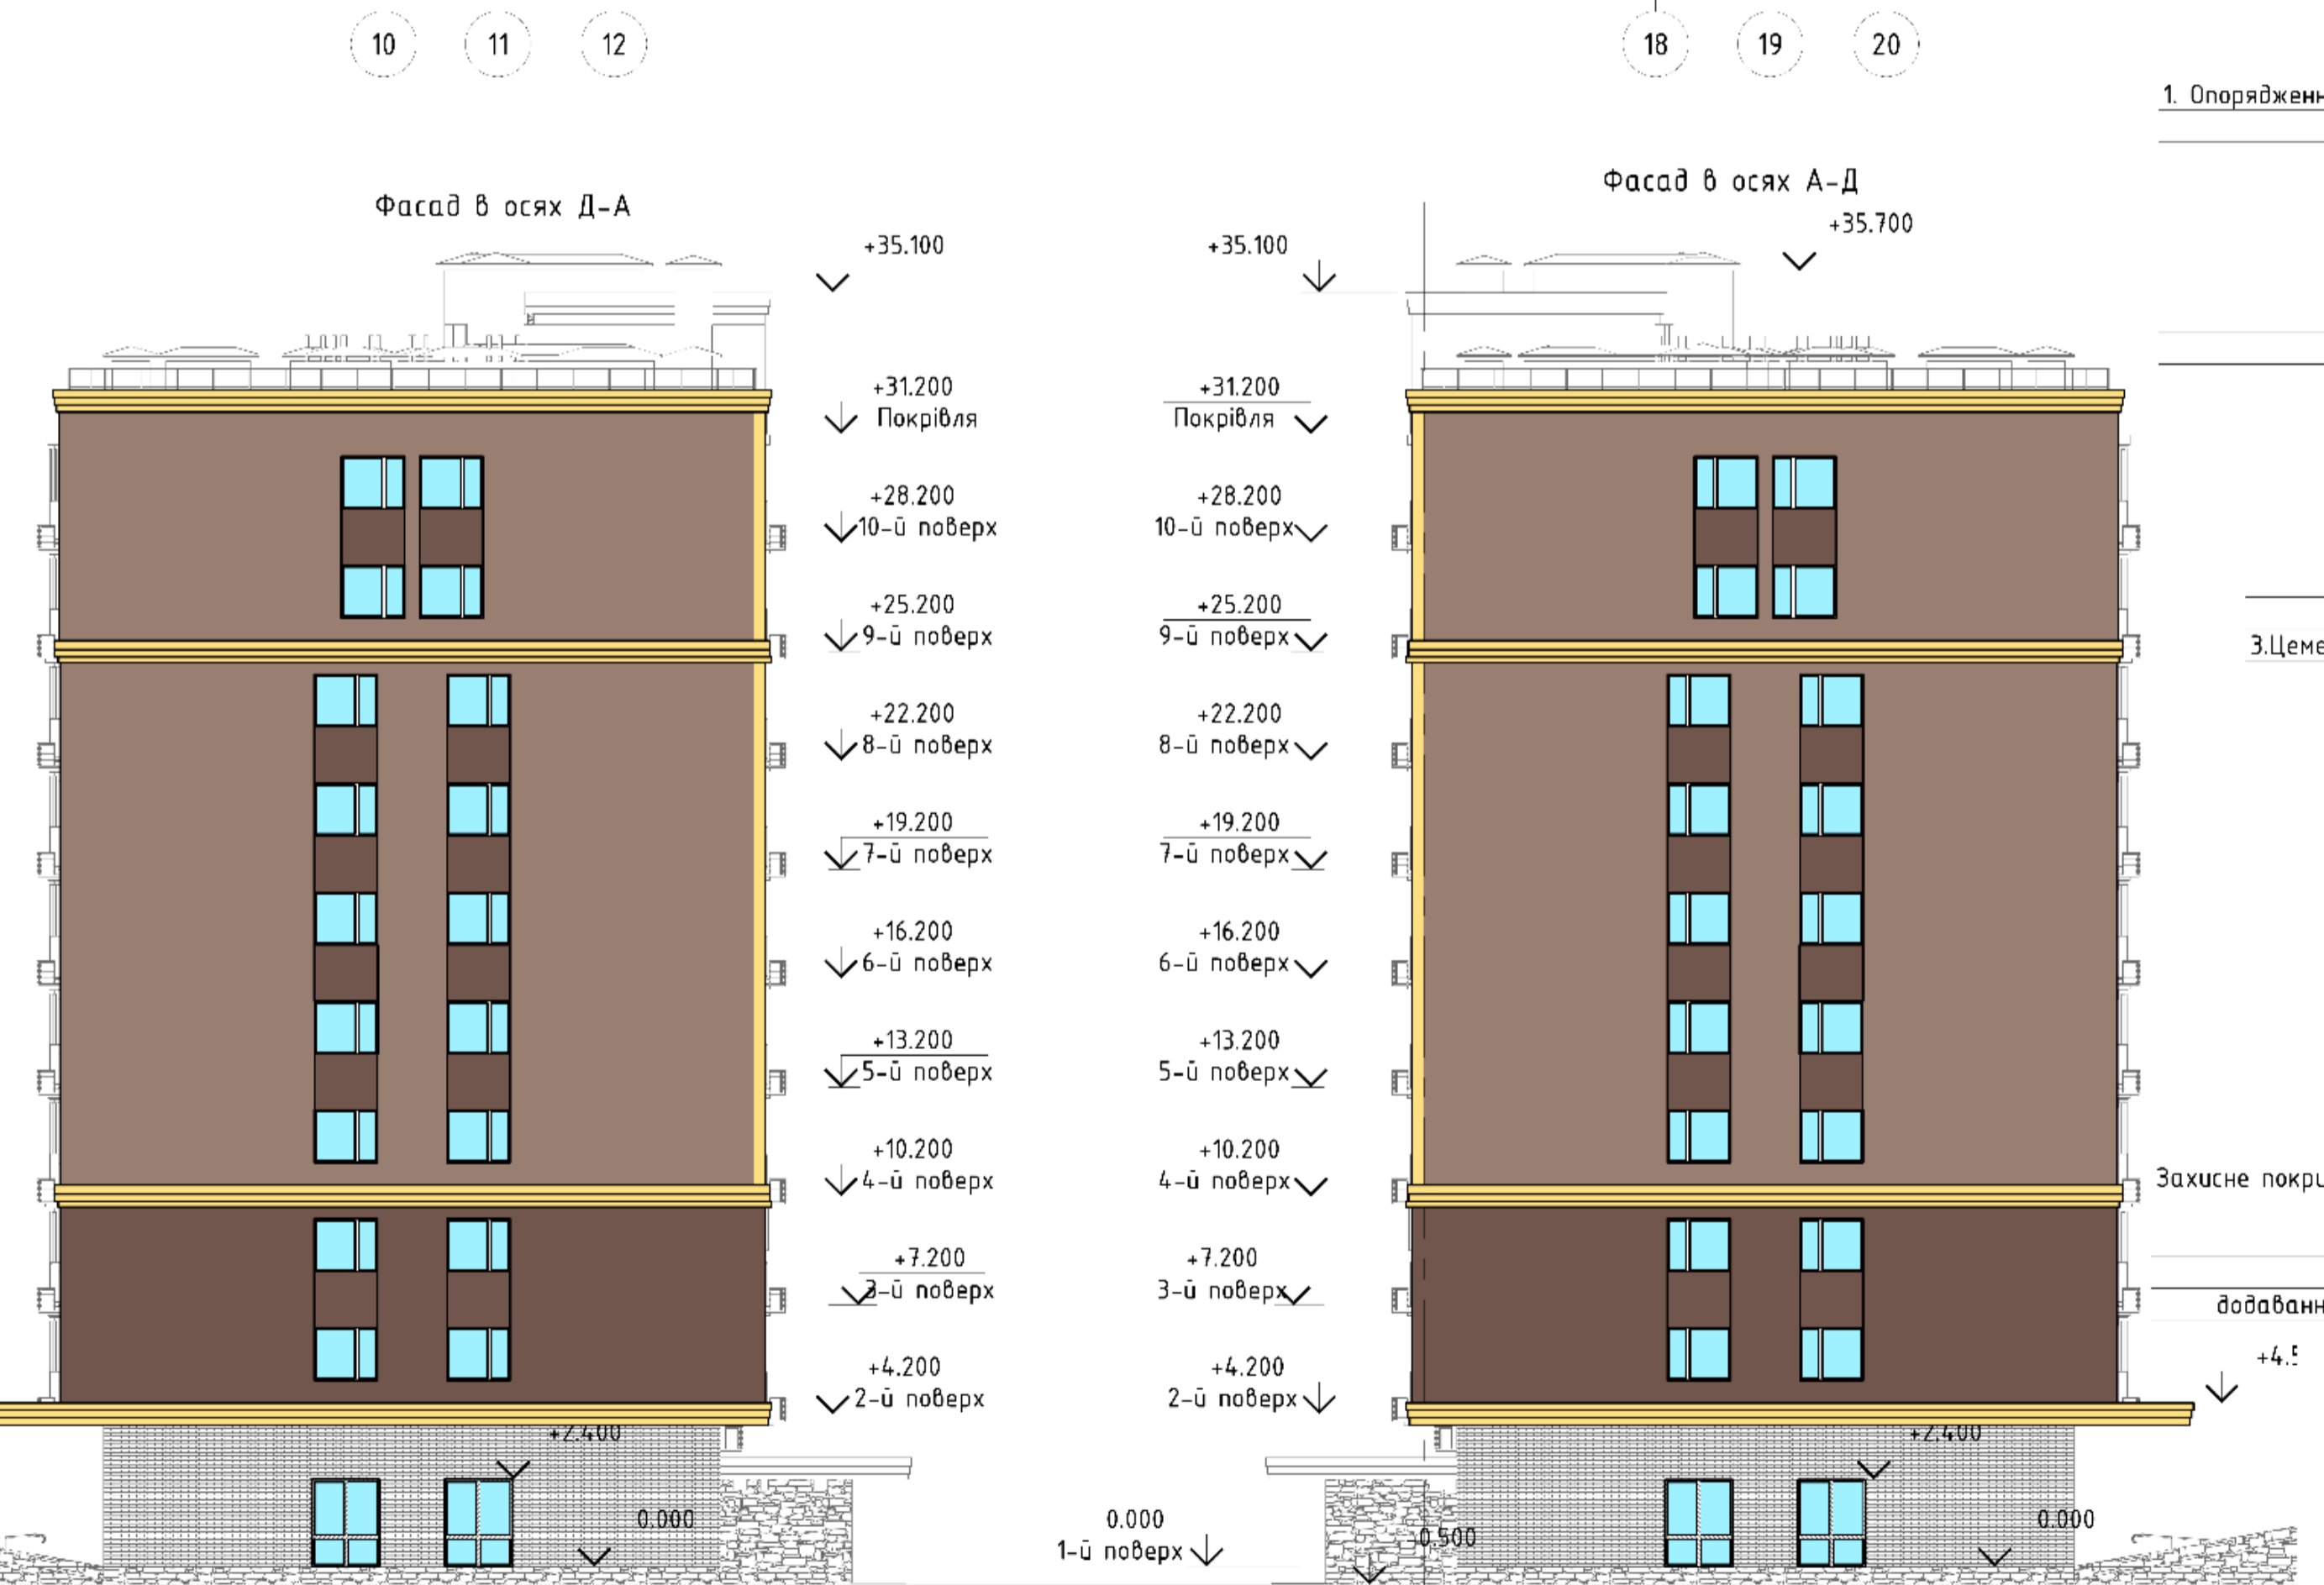 10 11 12
18 19 20
1. Опорядженн
Фасад в осях Д-А
Фасад в осях А-Д
+35.700
+35.100
+35.100
+31.200
Покрівля
+31.200
Покрівля
+28.200
10-й поверх
+28.200
10-й поверх
+25.200
9-й поверх
+25.200
9-й поверх
3.Цеме
+22.200
8-й поверх
+22.200
8-й поверх
+19.200
7-й поверх
+19.200
7-й поверх
+16.200
6-й поверх
+16.200
6-й поверх
+13.200
5-й поверх
+13.200
5-й поверх
+10.200
4-й поверх
+10.200
4-й поверх
Захисне покри
+7.200
3-й поверх
+7.200
3-й поверх
додаванн
+4.200
2-й поверх
+4.200
2-й поверх
+4.5
+2.400
+2.400
0.000
0.000
1-й поверх
-0.500
0.000